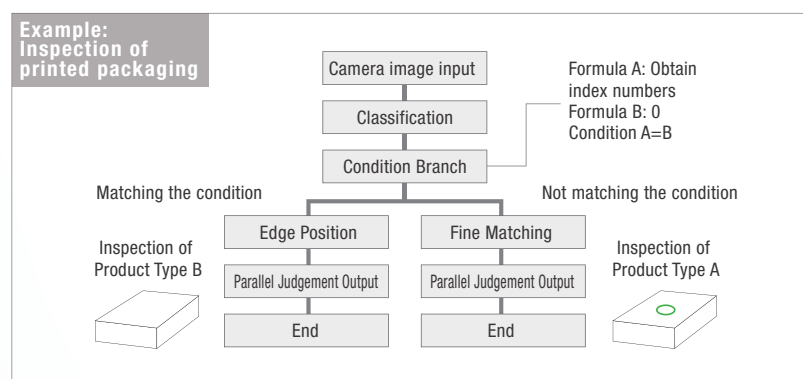 Example:
Inspection of
printed packaging
Camera image input
Classification
Condition Branch
Formula A: Obtain
index numbers
Formula B: 0
Condition A=B
Matching the condition
Not matching the condition
Edge Position
Fine Matching
Inspection of
Product Type B
Inspection of
Product Type A
Parallel Judgement Output
Parallel Judgement Output
End
End